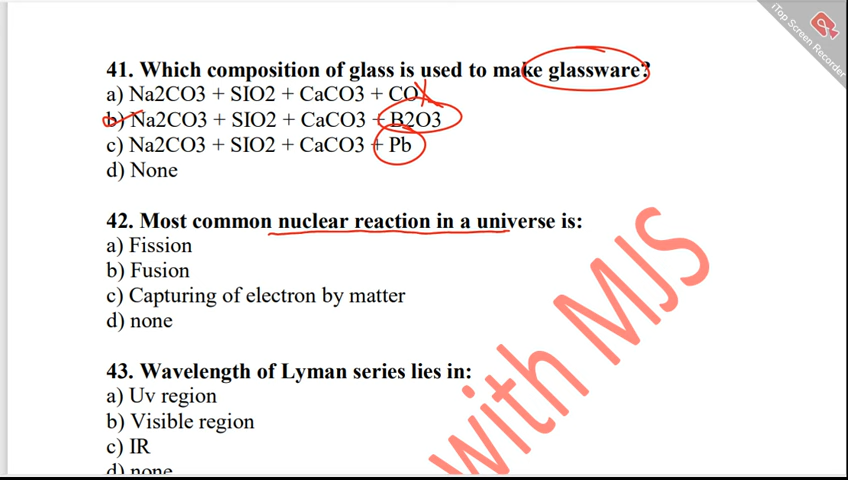 iTop Screen Recorder
41. Which composition of glass is used to make glassware?
a) Na2CO3 + SIO2 + CaCO3 + CO
b) Na2CO3 + SIO2 + CaCO3 + B2O3
c) Na2CO3 + SIO2 + CaCO3 + Pb
d) None
42. Most common nuclear reaction in a universe is:
a) Fission
b) Fusion
c) Capturing of electron by matter
d) none
43. Wavelength of Lyman series lies in:
a) Uv region
b) Visible region
c) IR
d) none
with MJS